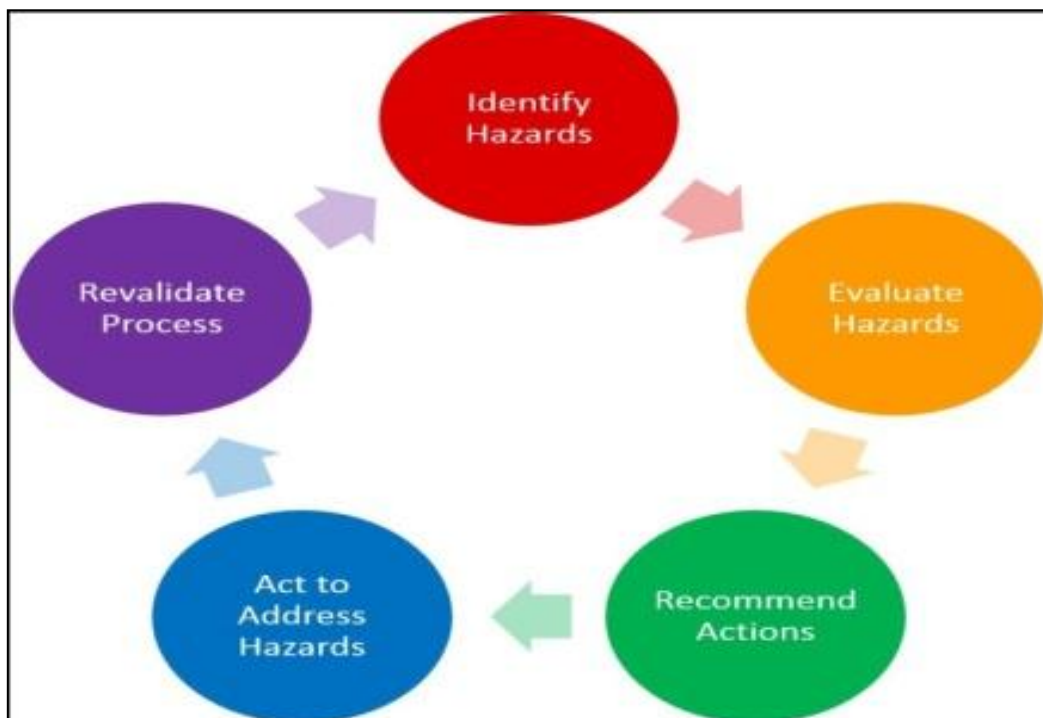 Identify
Hazards
Evaluate
Hazards
Recommend
Actions
Act to
Address
Hazards
Revalidate
Process